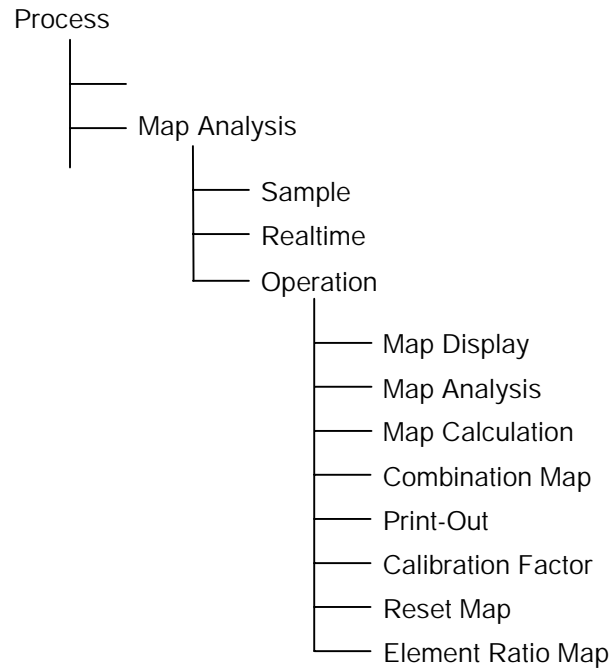 Process
Map Analysis
Sample
Realtime
Operation
Map Display
Map Analysis
Map Calculation
Combination Map
Print-Out
Calibration Factor
Reset Map
Element Ratio Map